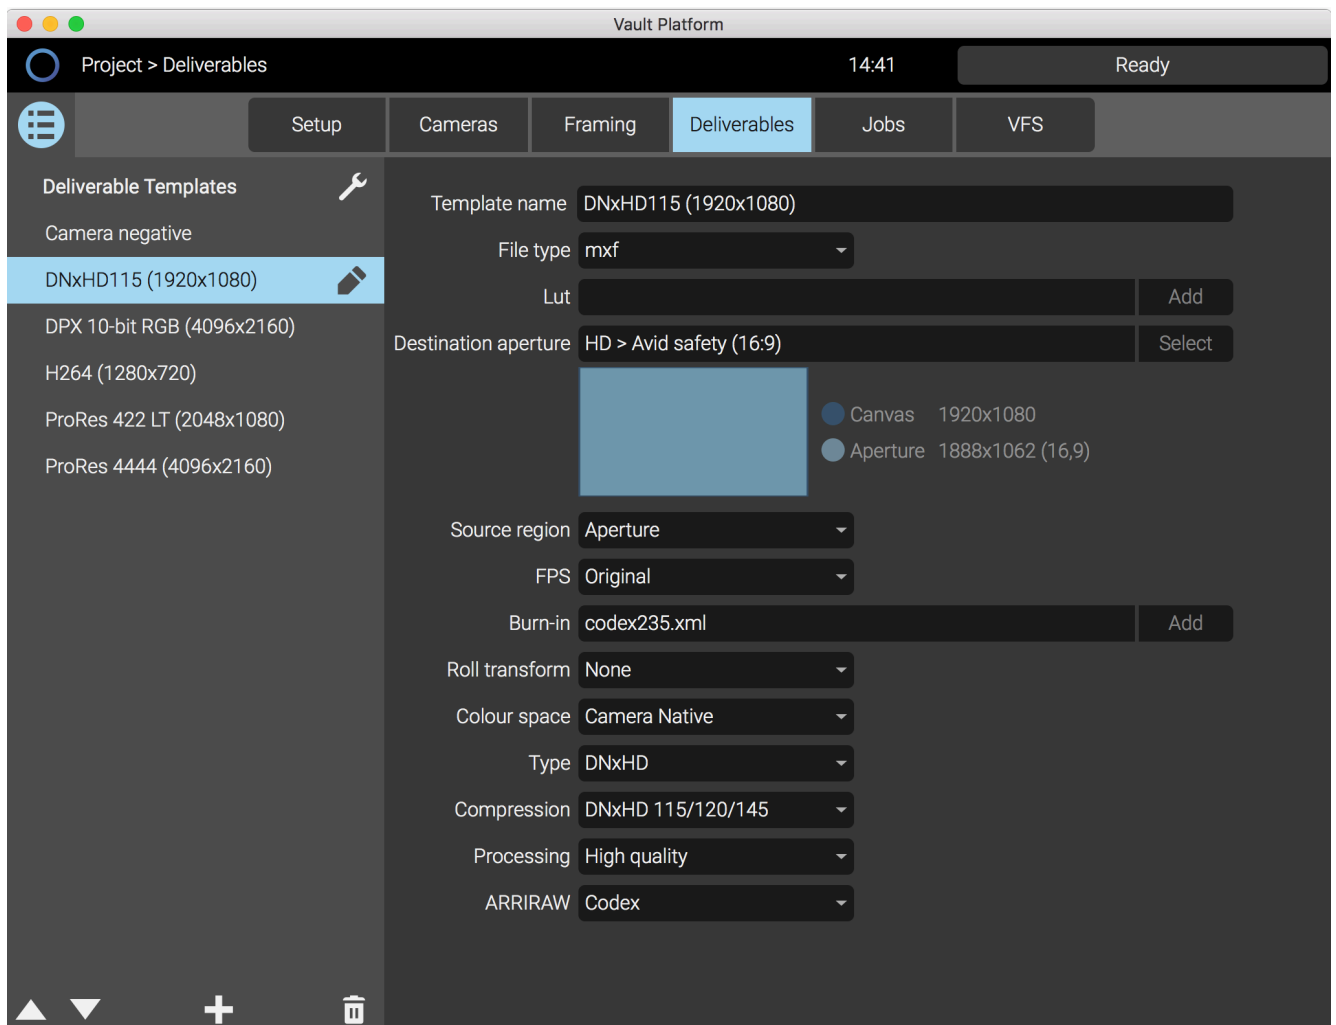 Vault Platform
Project > Deliverables
14:41
Ready
Setup
Cameras
Framing
Deliverables
Jobs
VFS
Deliverable Templates
Camera negative
DNxHD115 (1920x1080)
DPX 10-bit RGB (4096x2160)
H264 (1280x720)
ProRes 422 LT (2048x1080)
ProRes 4444 (4096x2160)
Template name DNxHD115 (1920x1080)
File type mxf
Lut Add
Destination aperture HD > Avid safety (16:9) Select
Canvas 1920x1080
Aperture 1888x1062 (16,9)
Source region Aperture
FPS Original
Burn-in codex235.xml Add
Roll transform None
Colour space Camera Native
Type DNxHD
Compression DNxHD 115/120/145
Processing High quality
ARRIRAW Codex